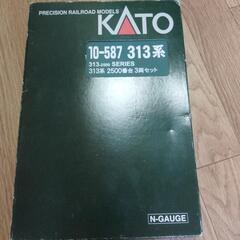 PRECISION RAILROAD MODELS
KATO
10-587 313系
313-2500 SERIES
313系 2500番台 3両セット
N-GAUGE